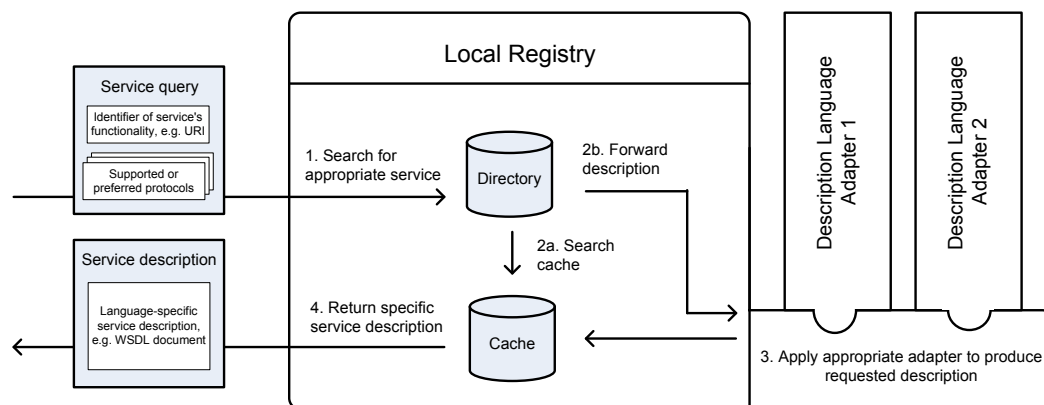 Local Registry
Service query
Identifier of service's
functionality, e.g. URI
Supported or
preferred protocols
1. Search for
appropriate service
Directory
2b. Forward
description
2a. Search
cache
Service description
Language-specific
service description,
e.g. WSDL document
4. Return specific
service description
Cache
Description Language
Adapter 1
Description Language
Adapter 2
3. Apply appropriate adapter to produce
requested description